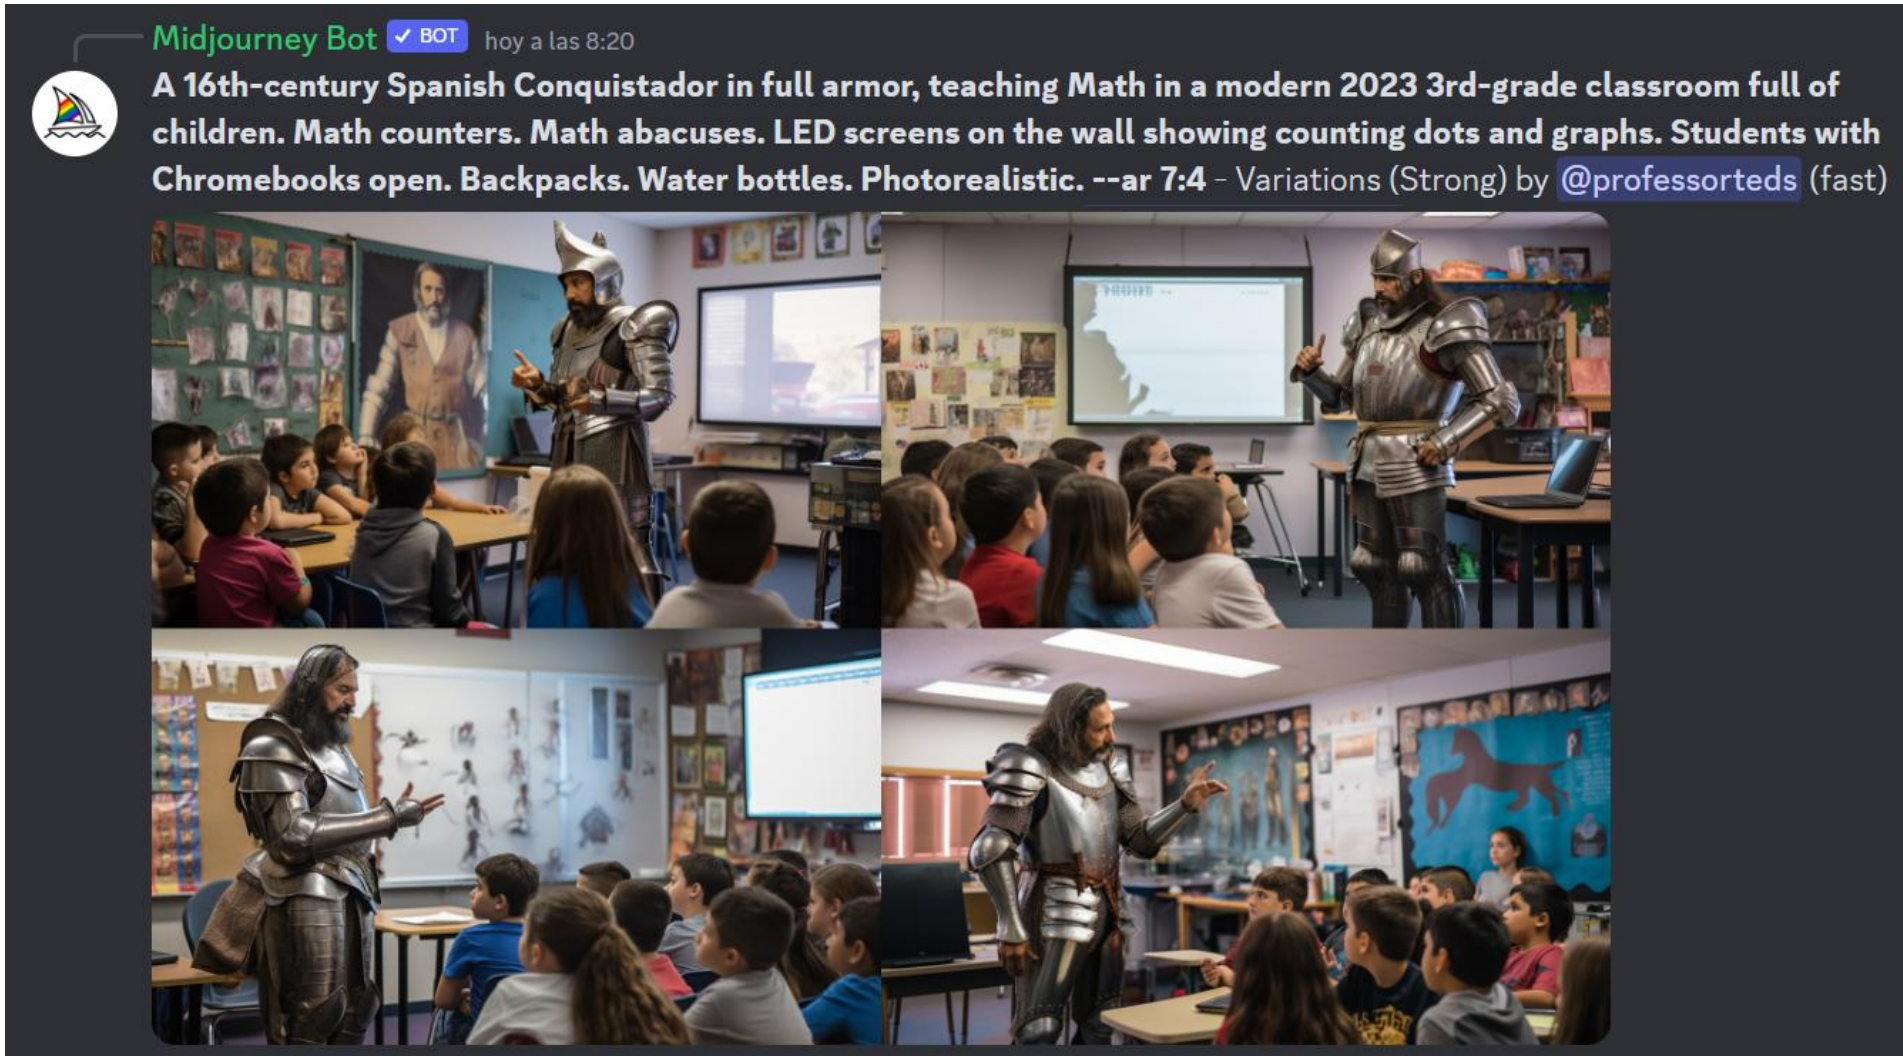 Midjourney Bot ✓ BOT hoy a las 8:20
A 16th-century Spanish Conquistador in full armor, teaching Math in a modern 2023 3rd-grade classroom full of
children. Math counters. Math abacuses. LED screens on the wall showing counting dots and graphs. Students with
Chromebooks open. Backpacks. Water bottles. Photorealistic. --ar 7:4 - Variations (Strong) by @professorteds (fast)